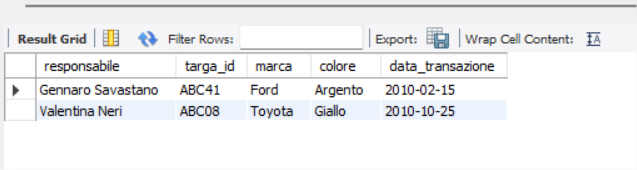 Result Grid Filter Rows: Export: Wrap Cell Content: IA
responsabile targa_id marca colore data_transazione
Gennaro Savastano ABC41 Ford Argento 2010-02-15
Valentina Neri ABC08 Toyota Giallo 2010-10-25